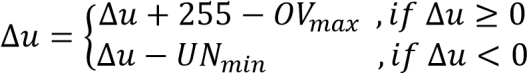 Δu = {Δu + 255 − OV_max , if Δu ≥ 0
Δu − UN_min , if Δu < 0